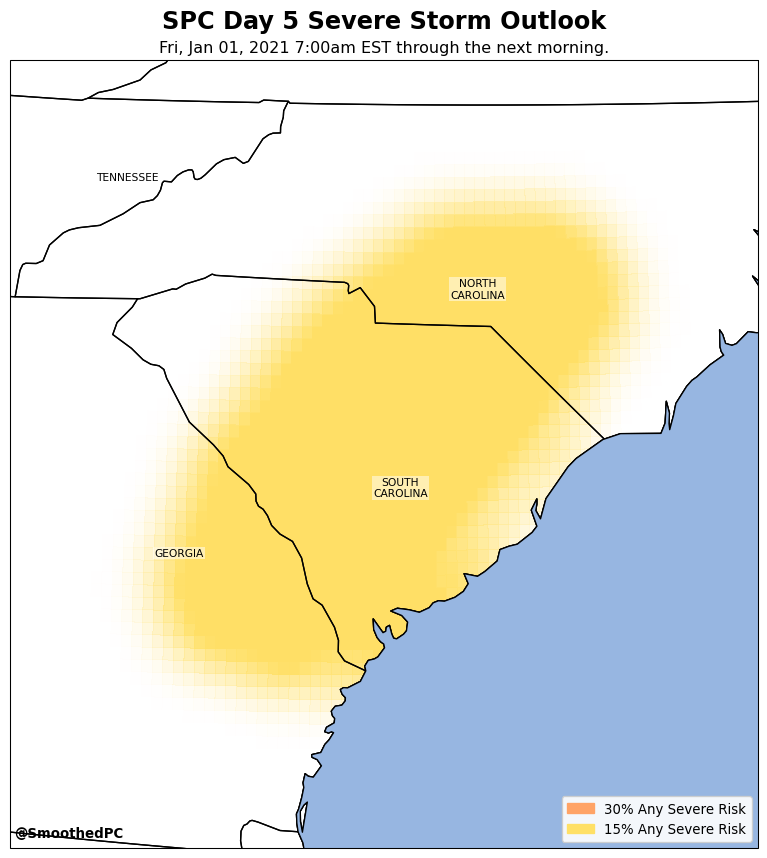 SPC Day 5 Severe Storm Outlook
Fri, Jan 01, 2021 7:00am EST through the next morning.
TENNESSEE
NORTH
CAROLINA
SOUTH
CAROLINA
GEORGIA
30% Any Severe Risk
15% Any Severe Risk
@SmoothedPC